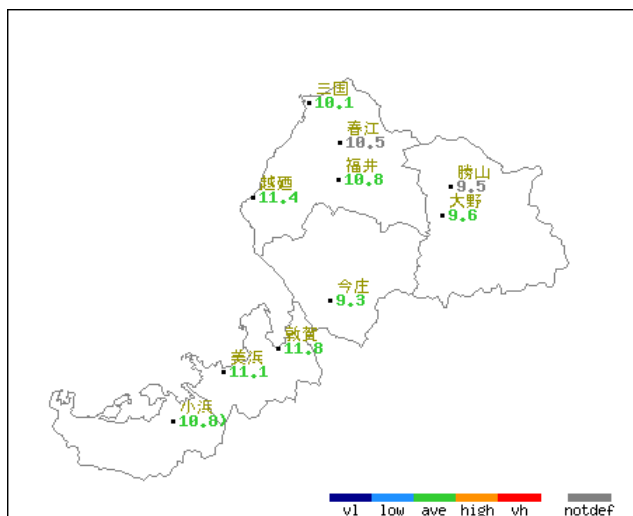 三国
10.1
春江
10.5
福井
10.8
勝山
9.5
越廼
11.4
大野
9.6
今庄
9.3
敦賀
11.8
美浜
11.1
小浜
10.8)
vl low ave high vh notdef